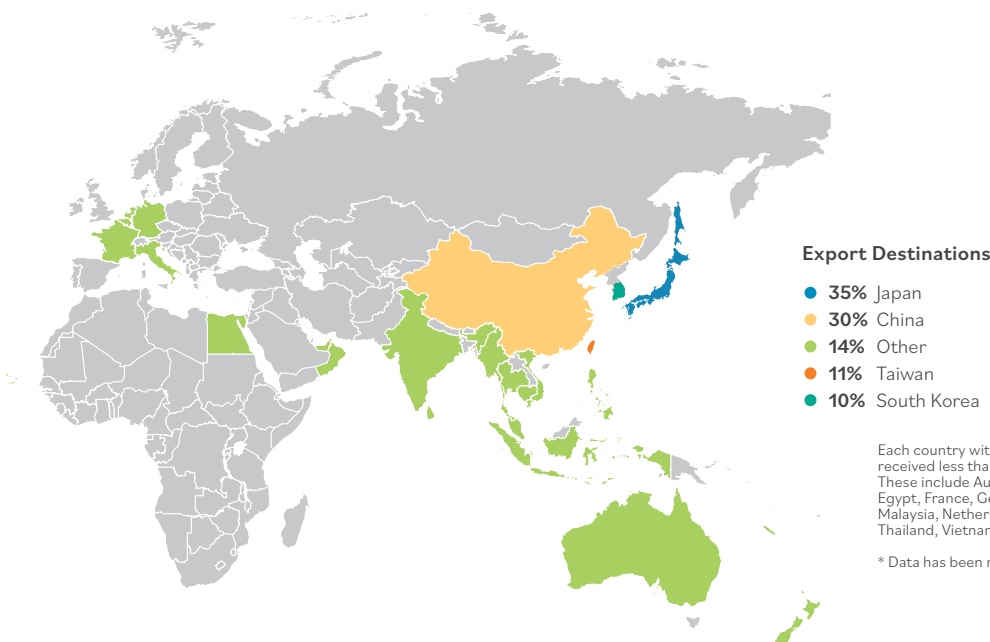 Export Destinations
35% Japan
30% China
14% Other
11% Taiwan
10% South Korea
Each country wit
received less tha
These include Au
Egypt, France, Ge
Malaysia, Nether
Thailand, Vietnar
* Data has been